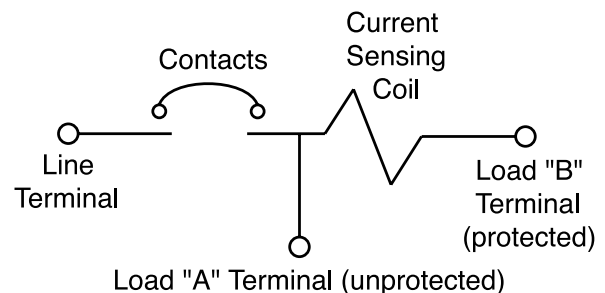 Contacts
Current
Sensing
Coil
Line
Terminal
Load "B"
Terminal
(protected)
Load "A" Terminal (unprotected)